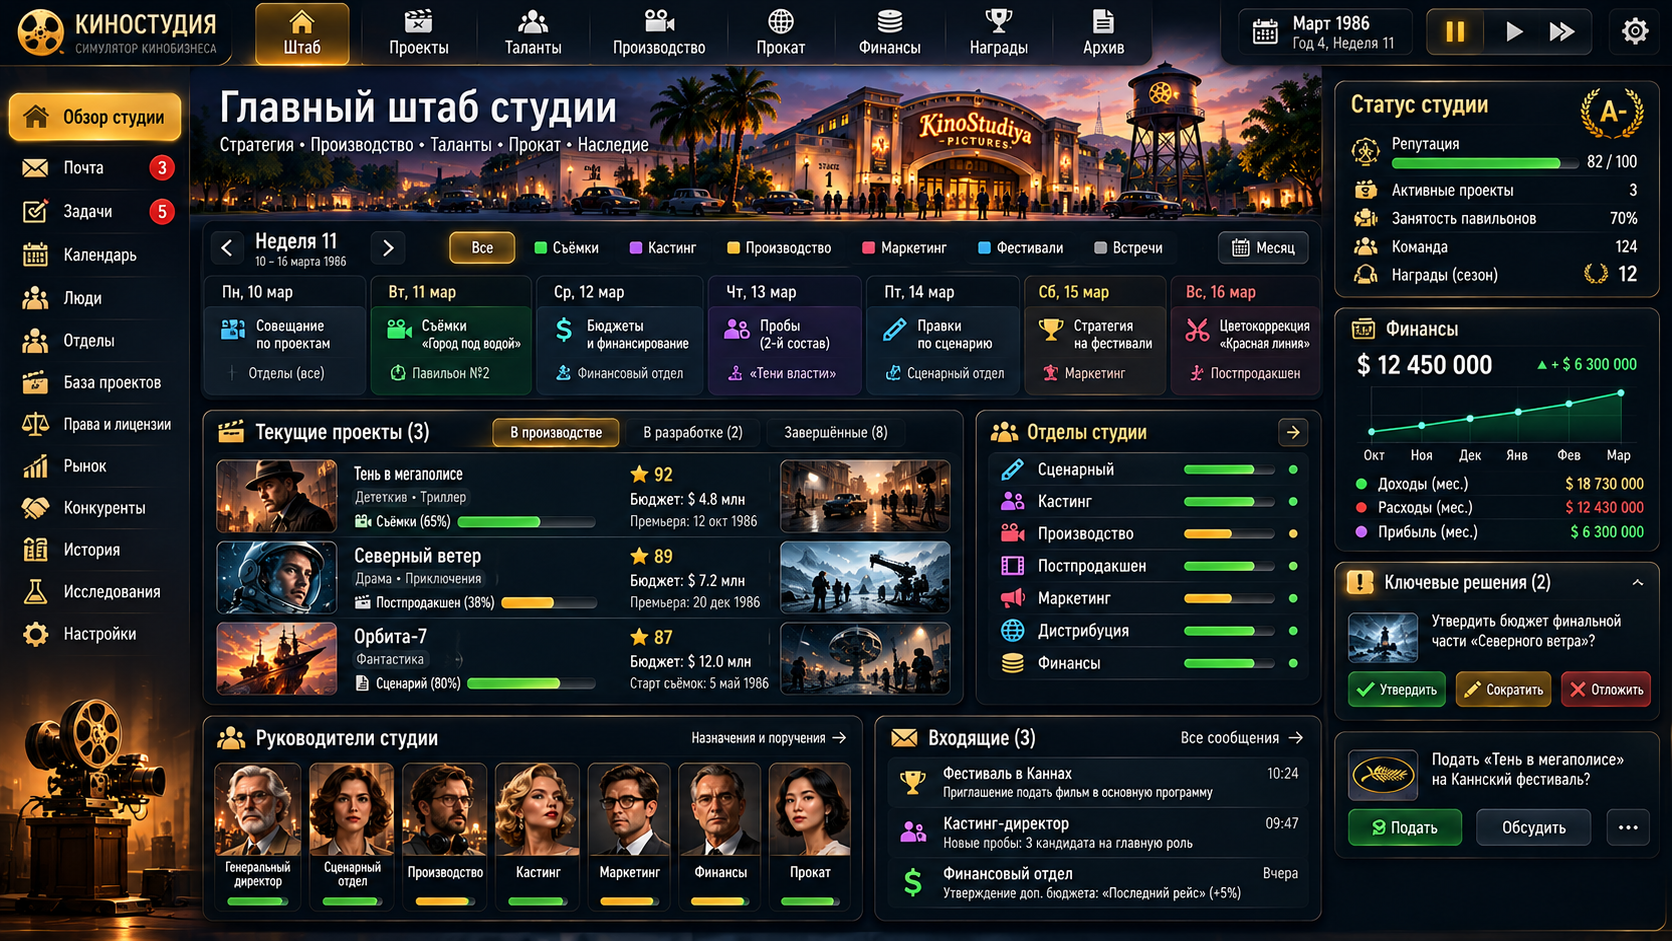 КИНОСТУДИЯ
СИМУЛЯТОР КИНОБИЗНЕСА
Штаб
Проекты
Таланты
Производство
Прокат
Финансы
Награды
Архив
Март 1986
Год 4, Неделя 11
Обзор студии
Почта 3
Задачи 5
Календарь
Люди
Отделы
База проектов
Права и лицензии
Рынок
Конкуренты
История
Исследования
Настройки
Главный штаб студии
Стратегия • Производство • Таланты • Прокат • Наследие
KinoStudiya
PICTURES
1
Неделя 11
10 – 16 марта 1986
Все
Съёмки
Кастинг
Производство
Маркетинг
Фестивали
Встречи
Месяц
Пн, 10 мар
Совещание
по проектам
Отделы (все)
Вт, 11 мар
Съёмки
«Город под водой»
Павильон №2
Ср, 12 мар
Бюджеты
и финансирование
Финансовый отдел
Чт, 13 мар
Пробы
(2-й состав)
«Тени власти»
Пт, 14 мар
Правки
по сценарию
Сценарный отдел
Сб, 15 мар
Стратегия
на фестивали
Маркетинг
Вс, 16 мар
Цветокоррекция
«Красная линия»
Постпродакшен
Текущие проекты (3)
В производстве
В разработке (2)
Завершённые (8)
Тень в мегаполисе
Дететкив • Триллер
Съёмки (65%)
92
Бюджет: $ 4.8 млн
Премьера: 12 окт 1986
Северный ветер
Драма • Приключения
Постпродакшен (38%)
89
Бюджет: $ 7.2 млн
Премьера: 20 дек 1986
Орбита-7
Фантастика
Сценарий (80%)
87
Бюджет: $ 12.0 млн
Старт съёмок: 5 май 1986
Отделы студии
Сценарный
Кастинг
Производство
Постпродакшен
Маркетинг
Дистрибуция
Финансы
Руководители студии
Назначения и поручения
Генеральный
директор
Сценарный
отдел
Производство
Кастинг
Маркетинг
Финансы
Прокат
Входящие (3)
Все сообщения
Фестиваль в Каннах 10:24
Приглашение подать фильм в основную программу
Кастинг-директор 09:47
Новые пробы: 3 кандидата на главную роль
Финансовый отдел Вчера
Утверждение доп. бюджета: «Последний рейс» (+5%)
Статус студии
A-
Репутация
82 / 100
Активные проекты 3
Занятость павильонов 70%
Команда 124
Награды (сезон) 12
Финансы
$ 12 450 000
+ $ 6 300 000
Окт Ноя Дек Янв Фев Мар
Доходы (мес.) $ 18 730 000
Расходы (мес.) $ 12 430 000
Прибыль (мес.) $ 6 300 000
Ключевые решения (2)
Утвердить бюджет финальной
части «Северного ветра»?
Утвердить
Сократить
Отложить
Подать «Тень в мегаполисе»
на Каннский фестиваль?
Подать
Обсудить